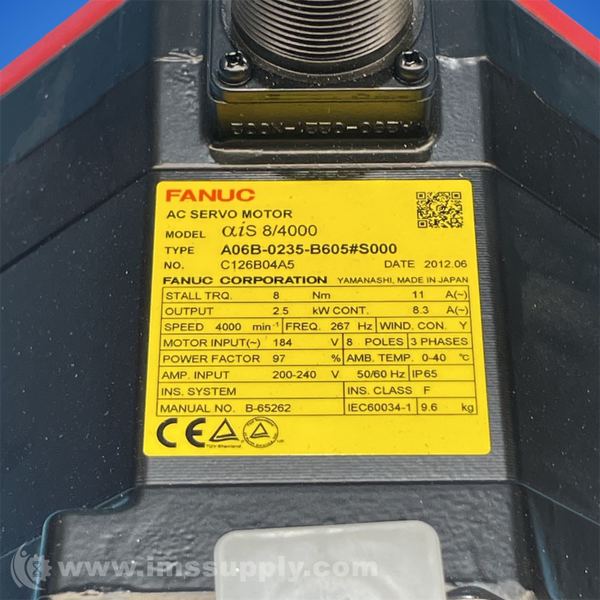 FANUC
AC SERVO MOTOR
MODEL αiS 8/4000
TYPE A06B-0235-B605#S000
NO. C126B04A5 DATE 2012.06
FANUC CORPORATION YAMANASHI, MADE IN JAPAN
STALL TRQ. 8 Nm 11 A(~)
OUTPUT 2.5 kW CONT. 8.3 A(~)
SPEED 4000 min⁻¹ FREQ. 267 Hz WIND. CON. Y
MOTOR INPUT(~) 184 V 8 POLES 3 PHASES
POWER FACTOR 97 % AMB. TEMP. 0-40 ℃
AMP. INPUT 200-240 V 50/60 Hz IP65
INS. SYSTEM INS. CLASS F
MANUAL NO. B-65262 IEC60034-1 9.6 kg
CE
www.imssupply.com